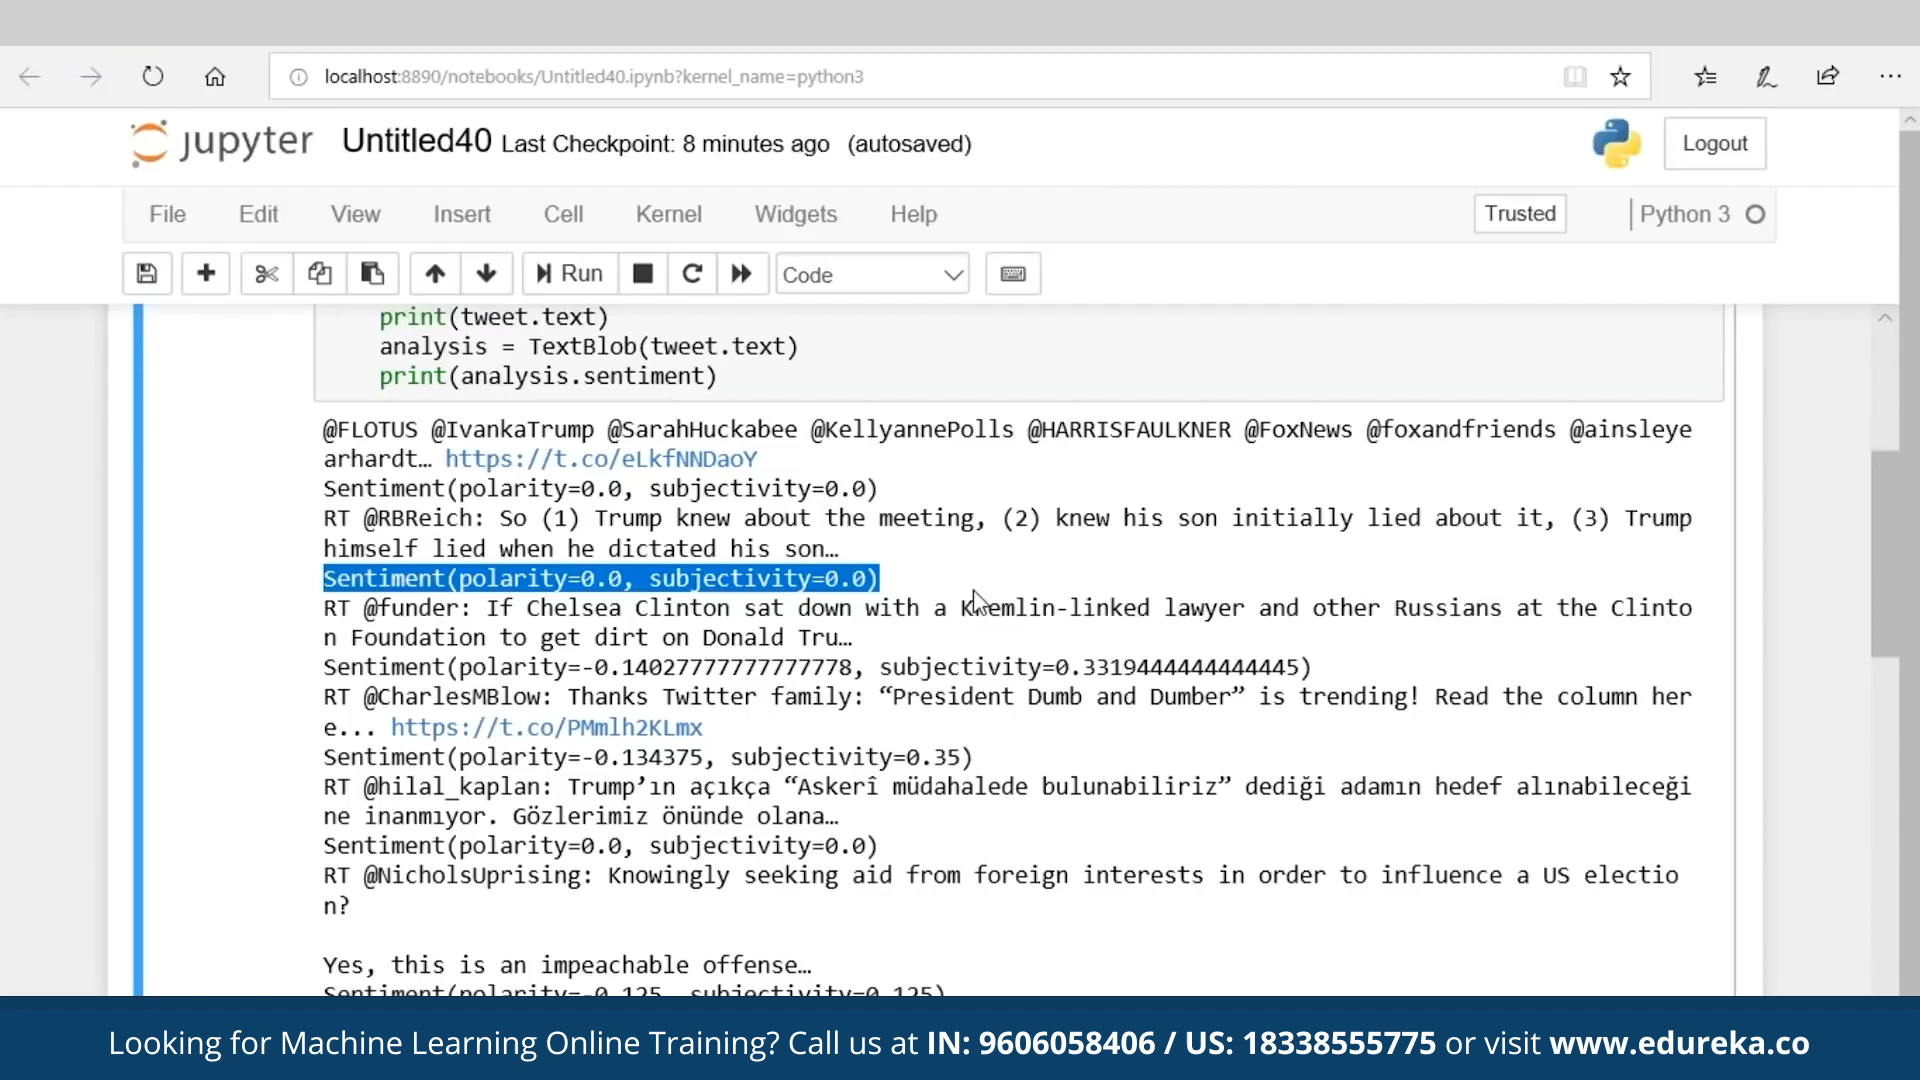 localhost:8890/notebooks/Untitled40.ipynb?kernel_name=python3
jupyter Untitled40 Last Checkpoint: 8 minutes ago (autosaved) Logout
File Edit View Insert Cell Kernel Widgets Help Trusted Python 3
Run Code
print(tweet.text)
analysis = TextBlob(tweet.text)
print(analysis.sentiment)
@FLOTUS @IvankaTrump @SarahHuckabee @KellyannePolls @HARRISFAULKNER @FoxNews @foxandfriends @ainsleye
arhardt… https://t.co/eLkfNNDaoY
Sentiment(polarity=0.0, subjectivity=0.0)
RT @RBReich: So (1) Trump knew about the meeting, (2) knew his son initially lied about it, (3) Trump
himself lied when he dictated his son…
Sentiment(polarity=0.0, subjectivity=0.0)
RT @funder: If Chelsea Clinton sat down with a Kremlin-linked lawyer and other Russians at the Clinto
n Foundation to get dirt on Donald Tru…
Sentiment(polarity=-0.14027777777777778, subjectivity=0.3319444444444445)
RT @CharlesMBlow: Thanks Twitter family: “President Dumb and Dumber” is trending! Read the column her
e... https://t.co/PMmlh2KLmx
Sentiment(polarity=-0.134375, subjectivity=0.35)
RT @hilal_kaplan: Trump’ın açıkça “Askerî müdahalede bulunabiliriz” dediği adamın hedef alınabileceği
ne inanmıyor. Gözlerimiz önünde olana…
Sentiment(polarity=0.0, subjectivity=0.0)
RT @NicholsUprising: Knowingly seeking aid from foreign interests in order to influence a US electio
n?
Yes, this is an impeachable offense…
Sentiment(polarity=-0.125, subjectivity=0.125)
Looking for Machine Learning Online Training? Call us at IN: 9606058406 / US: 18338555775 or visit www.edureka.co